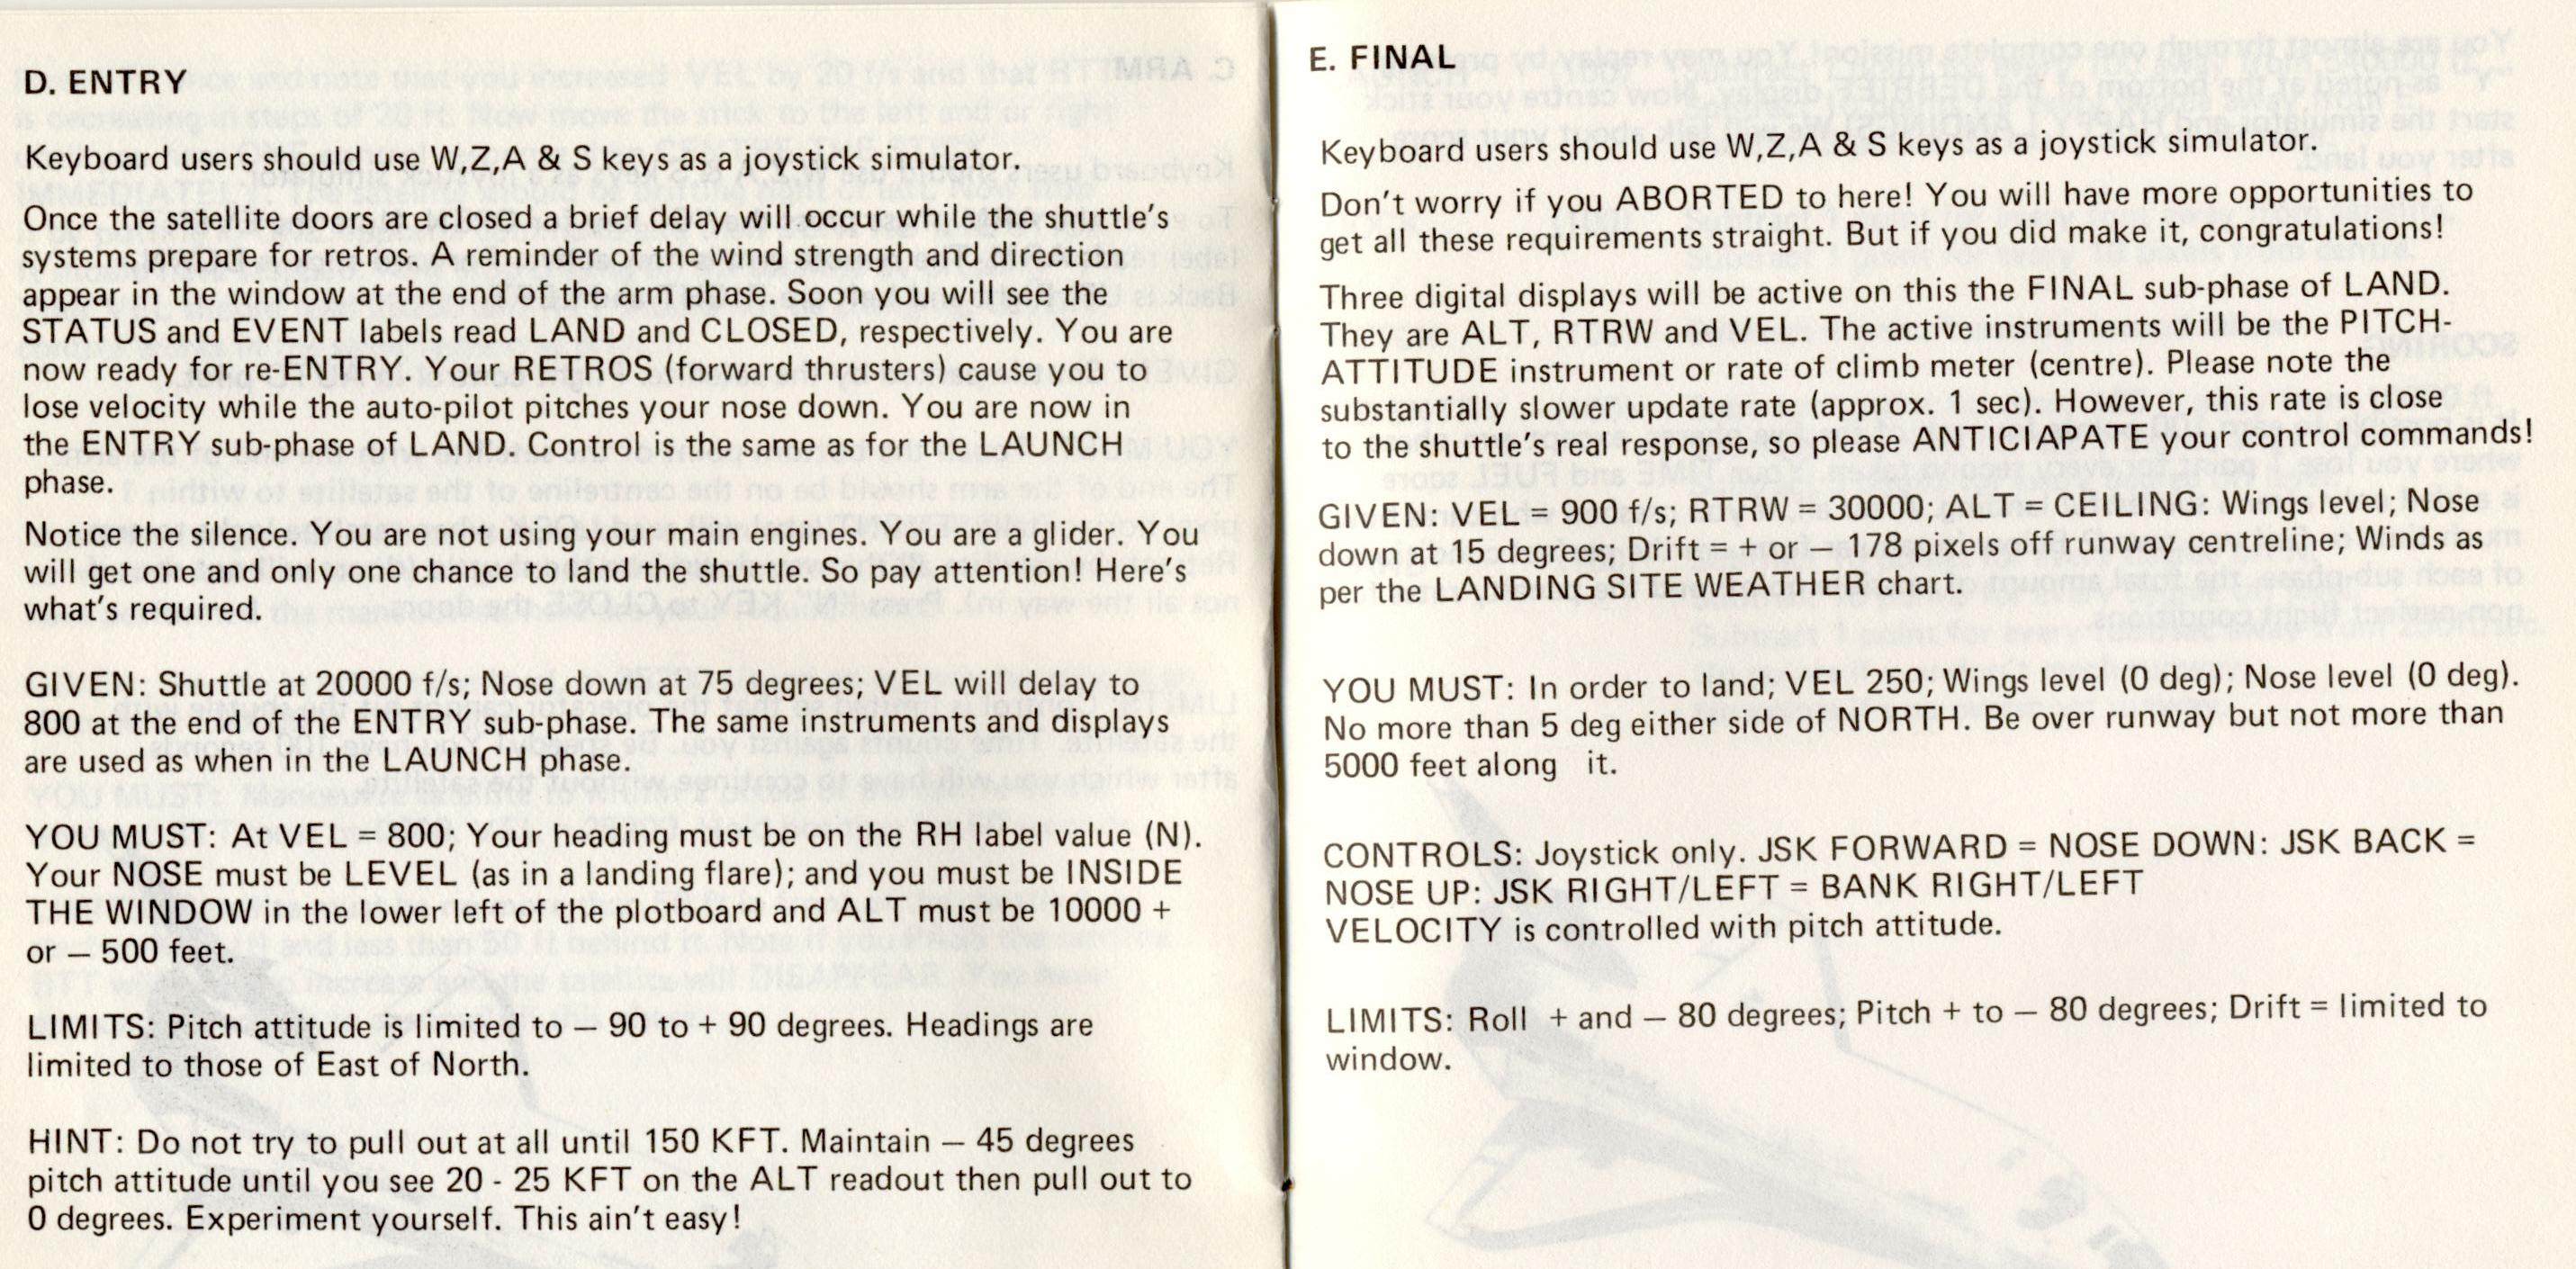 D. ENTRY
Keyboard users should use W,Z,A & S keys as a joystick simulator.
Once the satellite doors are closed a brief delay will occur while the shuttle's
systems prepare for retros. A reminder of the wind strength and direction
appear in the window at the end of the arm phase. Soon you will see the
STATUS and EVENT labels read LAND and CLOSED, respectively. You are
now ready for re-ENTRY. Your RETROS (forward thrusters) cause you to
lose velocity while the auto-pilot pitches your nose down. You are now in
the ENTRY sub-phase of LAND. Control is the same as for the LAUNCH
phase.
Notice the silence. You are not using your main engines. You are a glider. You
will get one and only one chance to land the shuttle. So pay attention! Here's
what's required.
GIVEN: Shuttle at 20000 f/s; Nose down at 75 degrees; VEL will delay to
800 at the end of the ENTRY sub-phase. The same instruments and displays
are used as when in the LAUNCH phase.
YOU MUST: At VEL = 800; Your heading must be on the RH label value (N).
Your NOSE must be LEVEL (as in a landing flare); and you must be INSIDE
THE WINDOW in the lower left of the plotboard and ALT must be 10000 +
or — 500 feet.
LIMITS: Pitch attitude is limited to — 90 to + 90 degrees. Headings are
limited to those of East of North.
HINT: Do not try to pull out at all until 150 KFT. Maintain — 45 degrees
pitch attitude until you see 20 - 25 KFT on the ALT readout then pull out to
0 degrees. Experiment yourself. This ain't easy!
E. FINAL
Keyboard users should use W,Z,A & S keys as a joystick simulator.
Don't worry if you ABORTED to here! You will have more opportunities to
get all these requirements straight. But if you did make it, congratulations!
Three digital displays will be active on this the FINAL sub-phase of LAND.
They are ALT, RTRW and VEL. The active instruments will be the PITCH-
ATTITUDE instrument or rate of climb meter (centre). Please note the
substantially slower update rate (approx. 1 sec). However, this rate is close
to the shuttle's real response, so please ANTICIAPATE your control commands!
GIVEN: VEL = 900 f/s; RTRW = 30000; ALT = CEILING: Wings level; Nose
down at 15 degrees; Drift = + or — 178 pixels off runway centreline; Winds as
per the LANDING SITE WEATHER chart.
YOU MUST: In order to land; VEL 250; Wings level (0 deg); Nose level (0 deg).
No more than 5 deg either side of NORTH. Be over runway but not more than
5000 feet along it.
CONTROLS: Joystick only. JSK FORWARD = NOSE DOWN: JSK BACK =
NOSE UP: JSK RIGHT/LEFT = BANK RIGHT/LEFT
VELOCITY is controlled with pitch attitude.
LIMITS: Roll + and — 80 degrees; Pitch + to — 80 degrees; Drift = limited to
window.